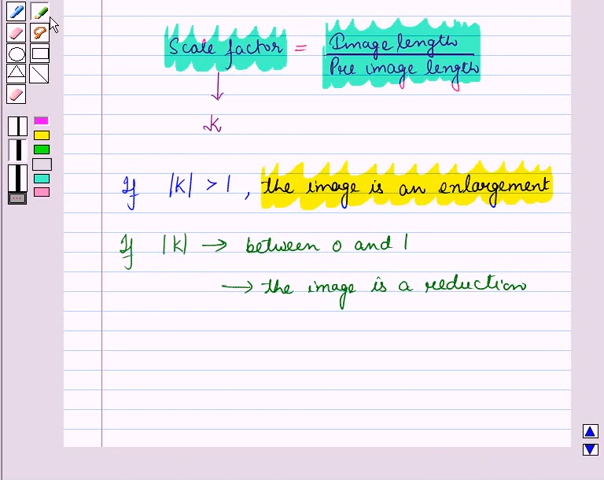 Scale factor = Image length
Pre image length
k
If |K| > 1, the image is an enlargement
If |k| → between 0 and 1
→ the image is a reduction